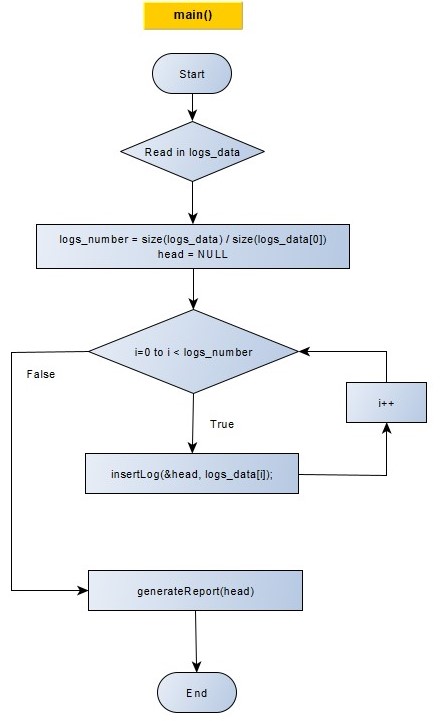 main()
Start
Read in logs_data
logs_number = size(logs_data) / size(logs_data[0])
head = NULL
i=0 to i < logs_number
False
i++
True
insertLog(&head, logs_data[i]);
generateReport(head)
End